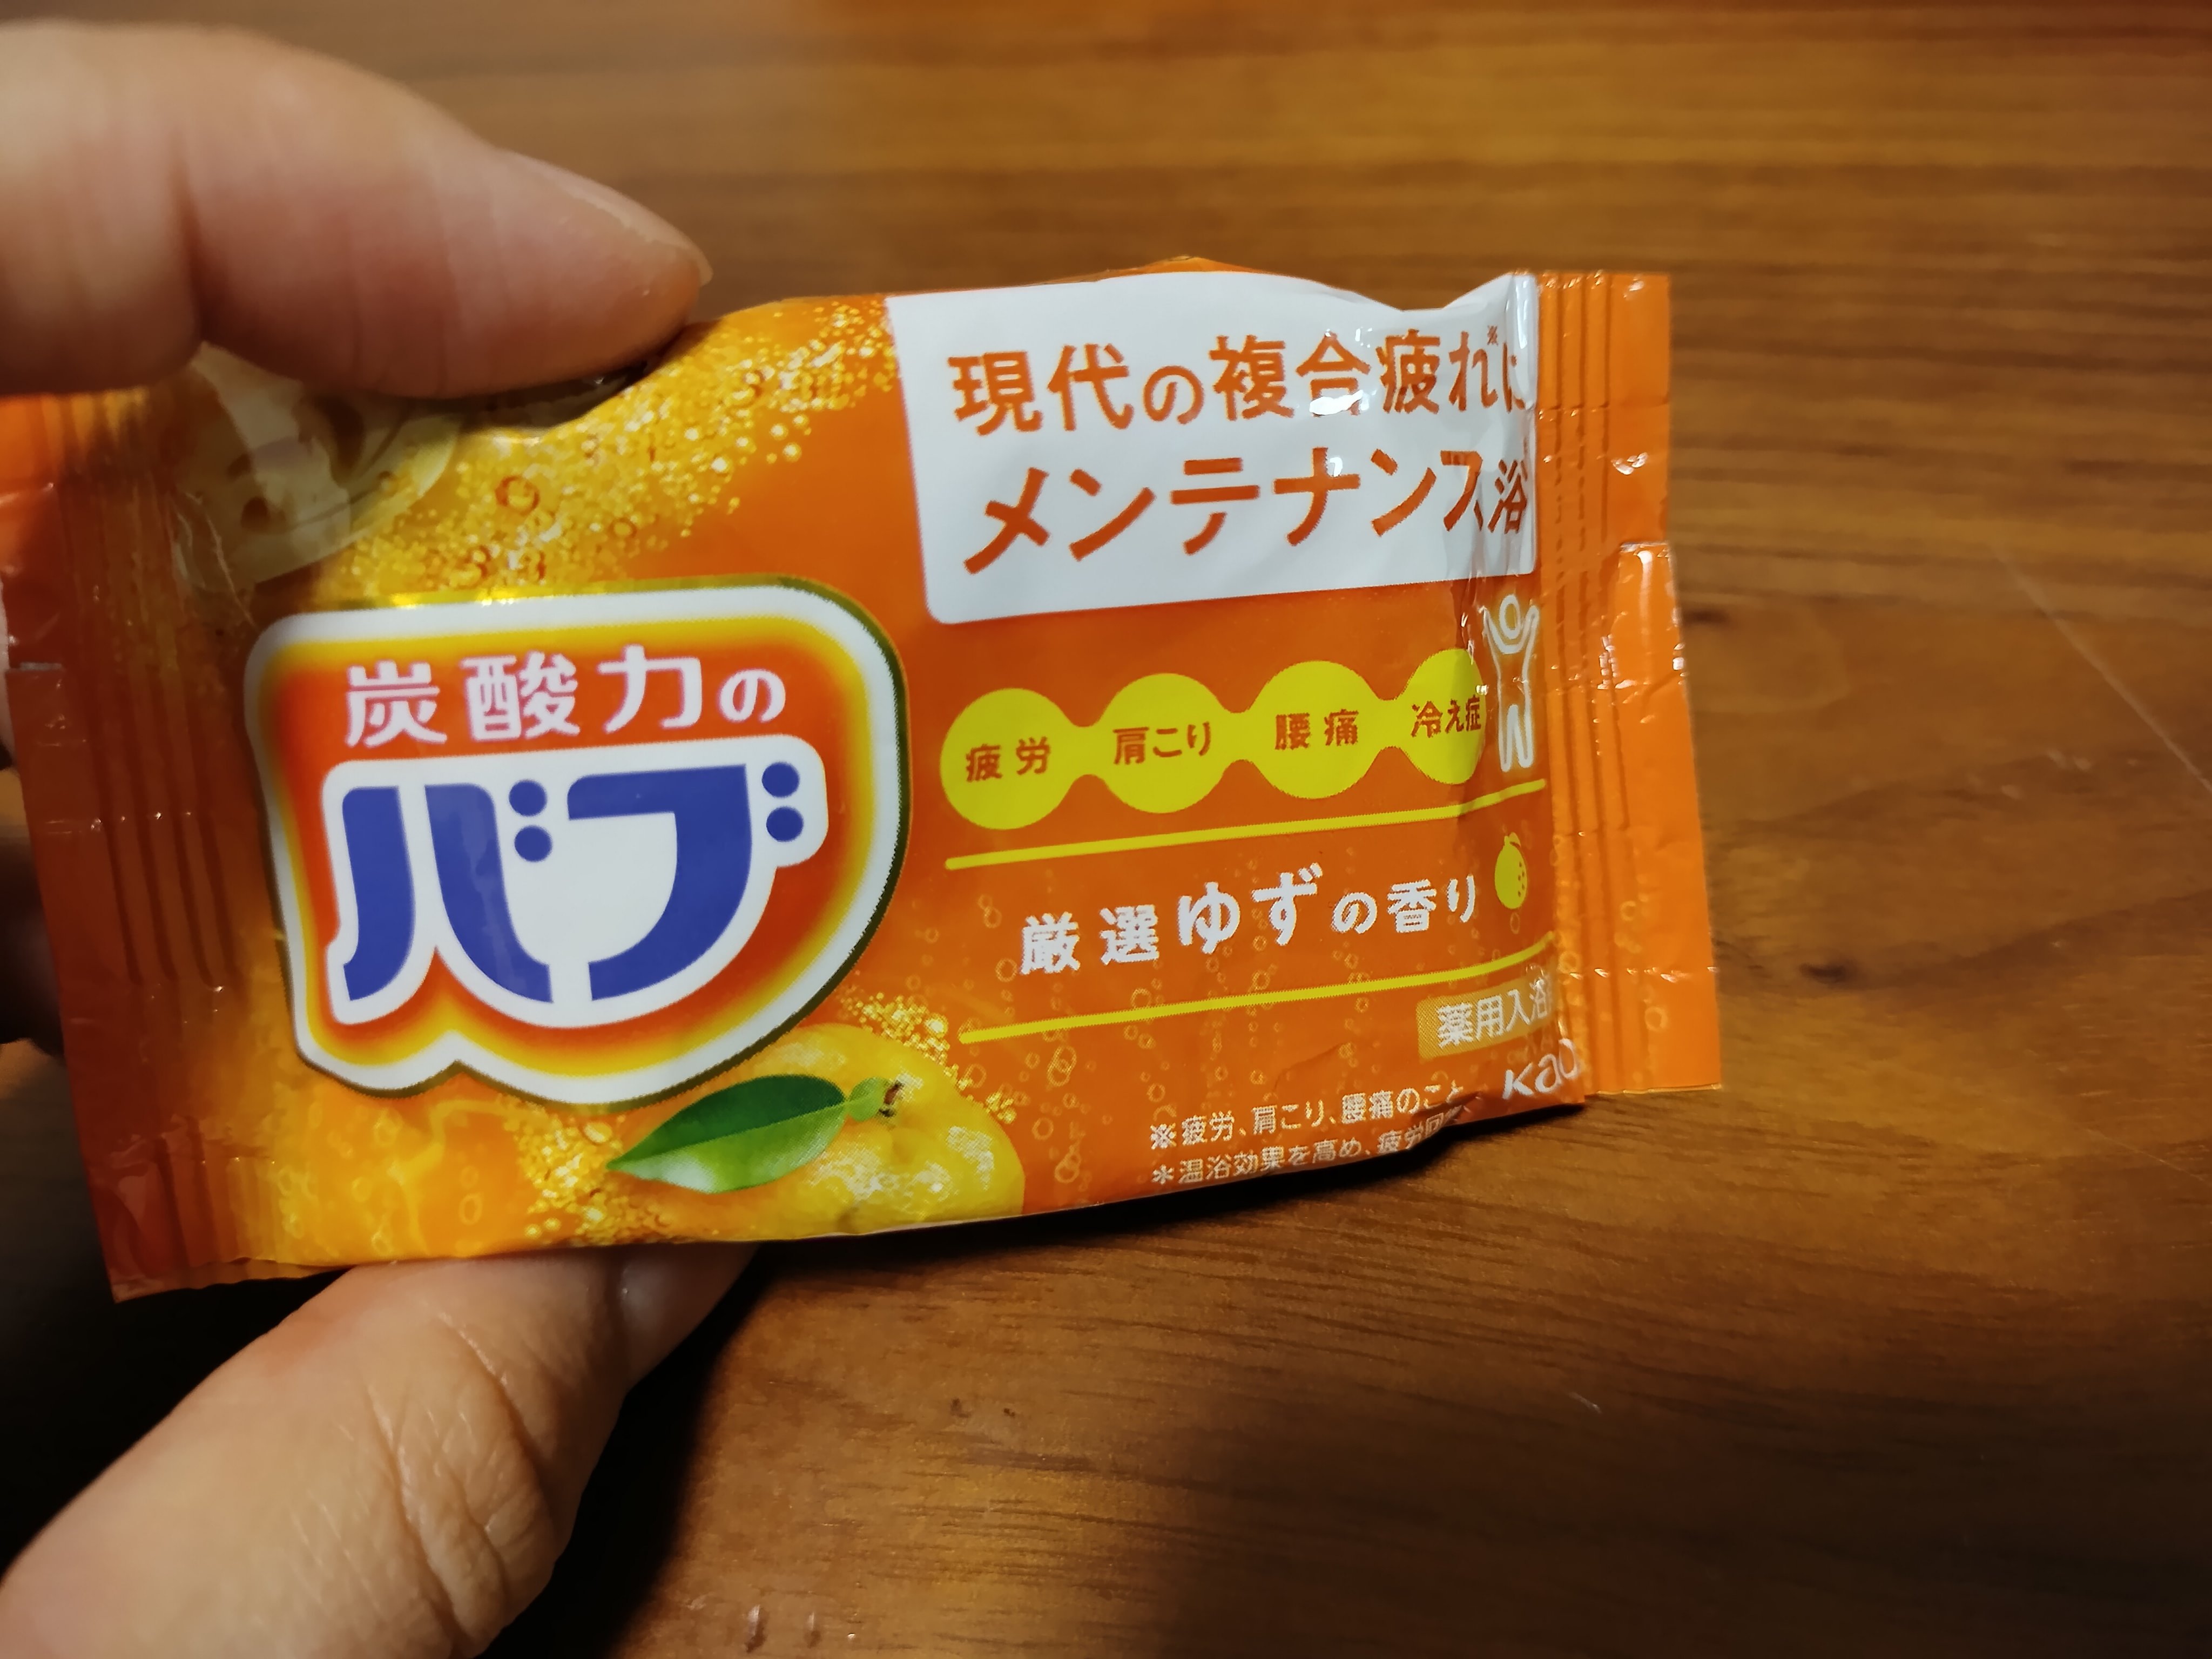 現代の複合疲れ※に
メンテナンス浴
炭酸力の
バブ
疲労 肩こり 腰痛 冷え症
厳選ゆずの香り
薬用入浴
Kao
※疲労、肩こり、腰痛のこと
＊温浴効果を高め、疲労回